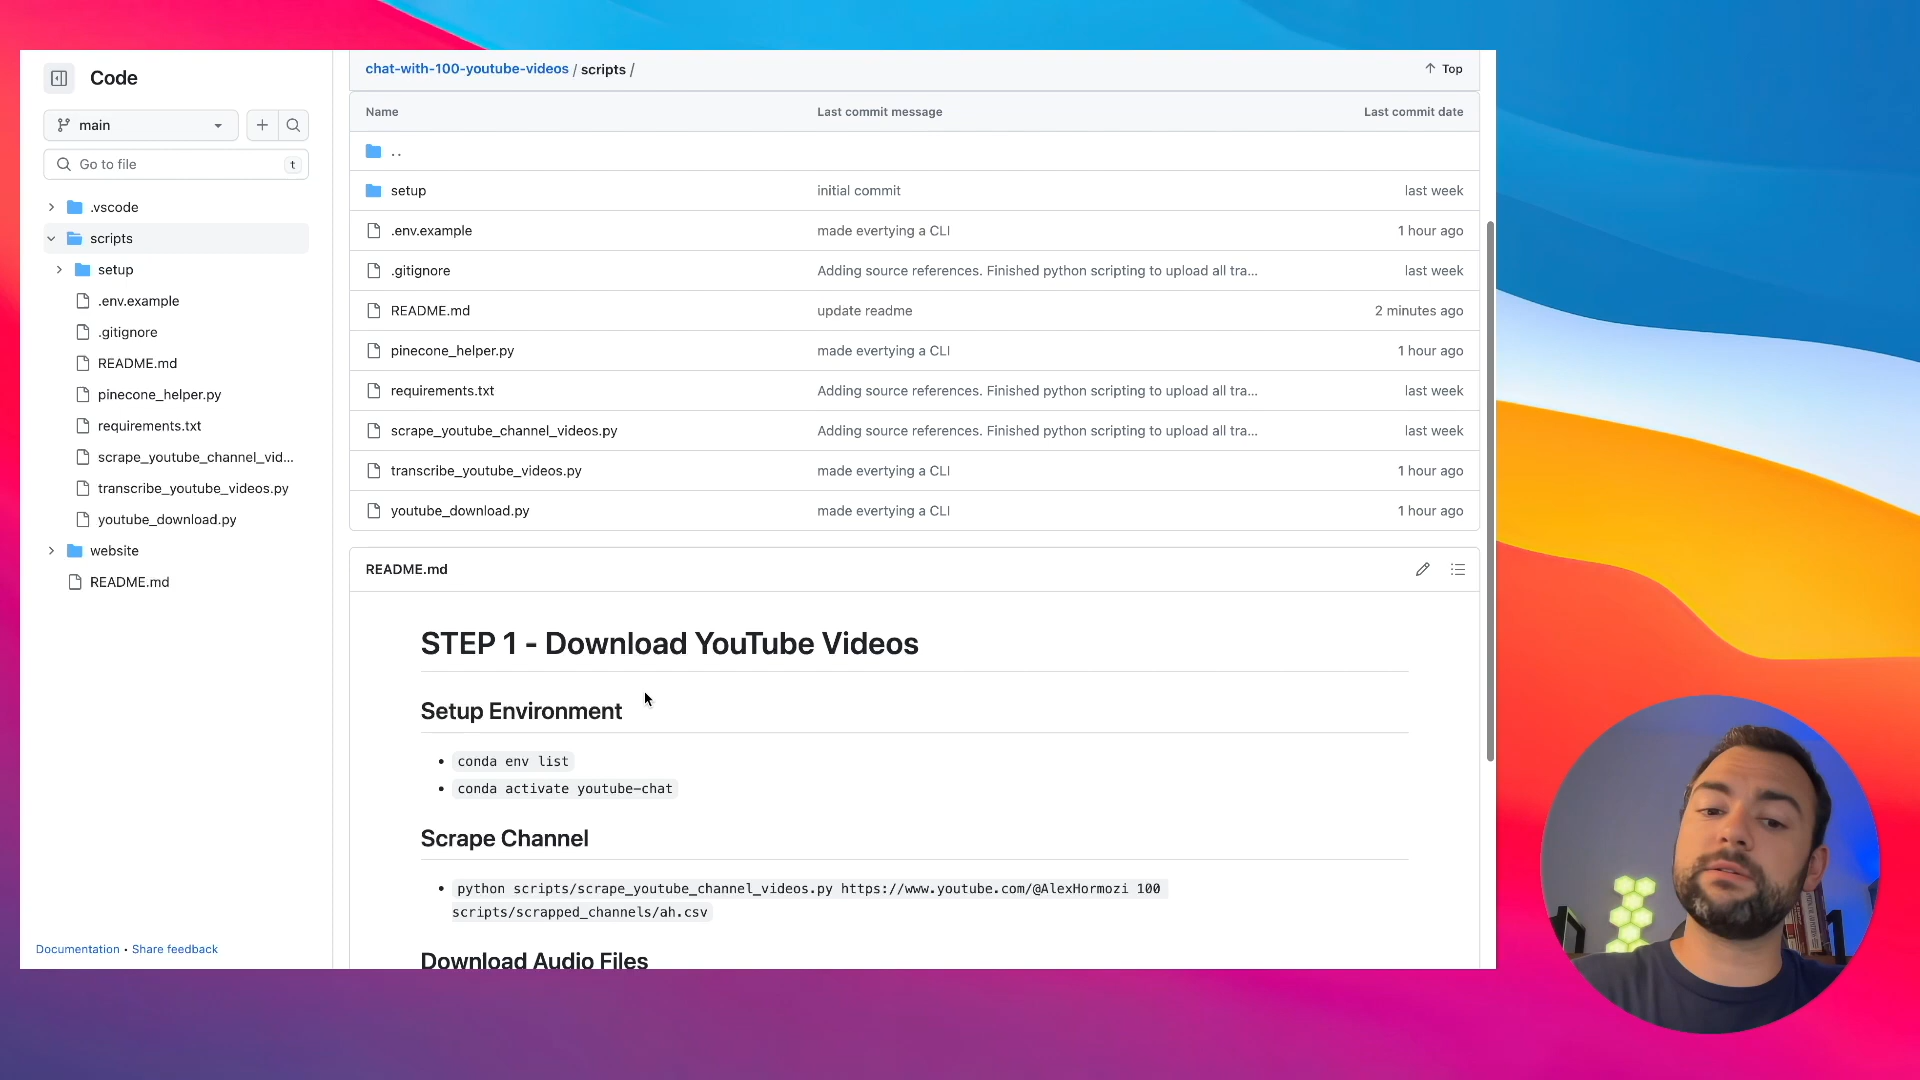 Code
main
Go to file
t
.vscode
scripts
setup
.env.example
.gitignore
README.md
pinecone_helper.py
requirements.txt
scrape_youtube_channel_vid...
transcribe_youtube_videos.py
youtube_download.py
website
README.md
Documentation • Share feedback
chat-with-100-youtube-videos / scripts /
Top
Name Last commit message Last commit date
..
setup initial commit last week
.env.example made evertying a CLI 1 hour ago
.gitignore Adding source references. Finished python scripting to upload all tra... last week
README.md update readme 2 minutes ago
pinecone_helper.py made evertying a CLI 1 hour ago
requirements.txt Adding source references. Finished python scripting to upload all tra... last week
scrape_youtube_channel_videos.py Adding source references. Finished python scripting to upload all tra... last week
transcribe_youtube_videos.py made evertying a CLI 1 hour ago
youtube_download.py made evertying a CLI 1 hour ago
README.md
STEP 1 - Download YouTube Videos
Setup Environment
• conda env list
• conda activate youtube-chat
Scrape Channel
• python scripts/scrape_youtube_channel_videos.py https://www.youtube.com/@AlexHormozi 100
scripts/scrapped_channels/ah.csv
Download Audio Files